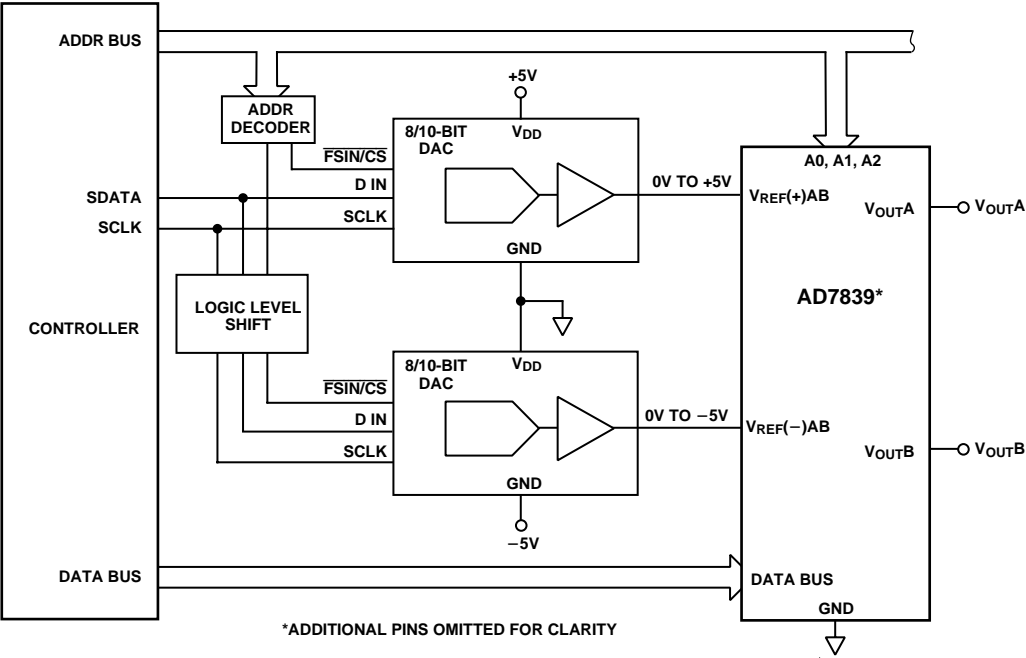 ADDR BUS
ADDR
DECODER
+5V
8/10-BIT
DAC
VDD
FSIN/CS
D IN
SCLK
GND
SDATA
SCLK
0V TO +5V
A0, A1, A2
VREF(+)AB
VOUTA
VOUTA
AD7839*
LOGIC LEVEL
SHIFT
CONTROLLER
8/10-BIT
DAC
VDD
FSIN/CS
D IN
SCLK
GND
−5V
0V TO −5V
VREF(−)AB
VOUTB
VOUTB
DATA BUS
DATA BUS
GND
*ADDITIONAL PINS OMITTED FOR CLARITY